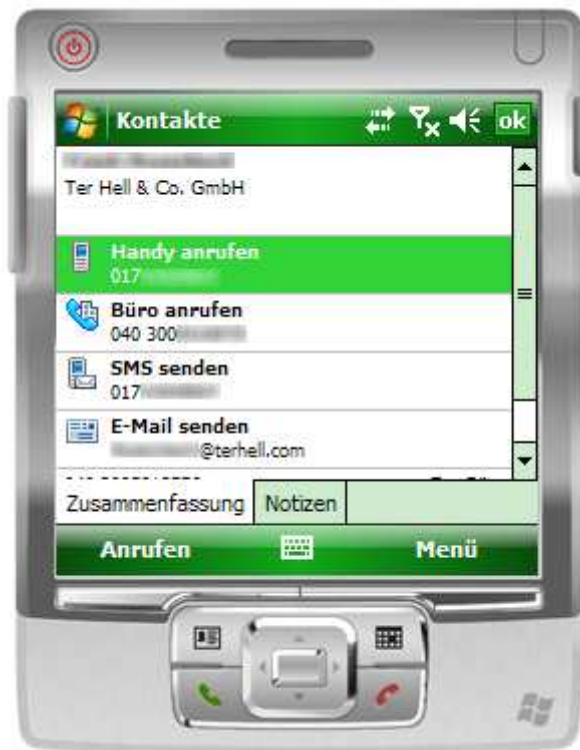 Kontakte
ok
Ter Hell & Co. GmbH
Handy anrufen
017
Büro anrufen
040 300
SMS senden
017
E-Mail senden
@terhell.com
Zusammenfassung Notizen
Anrufen Menü